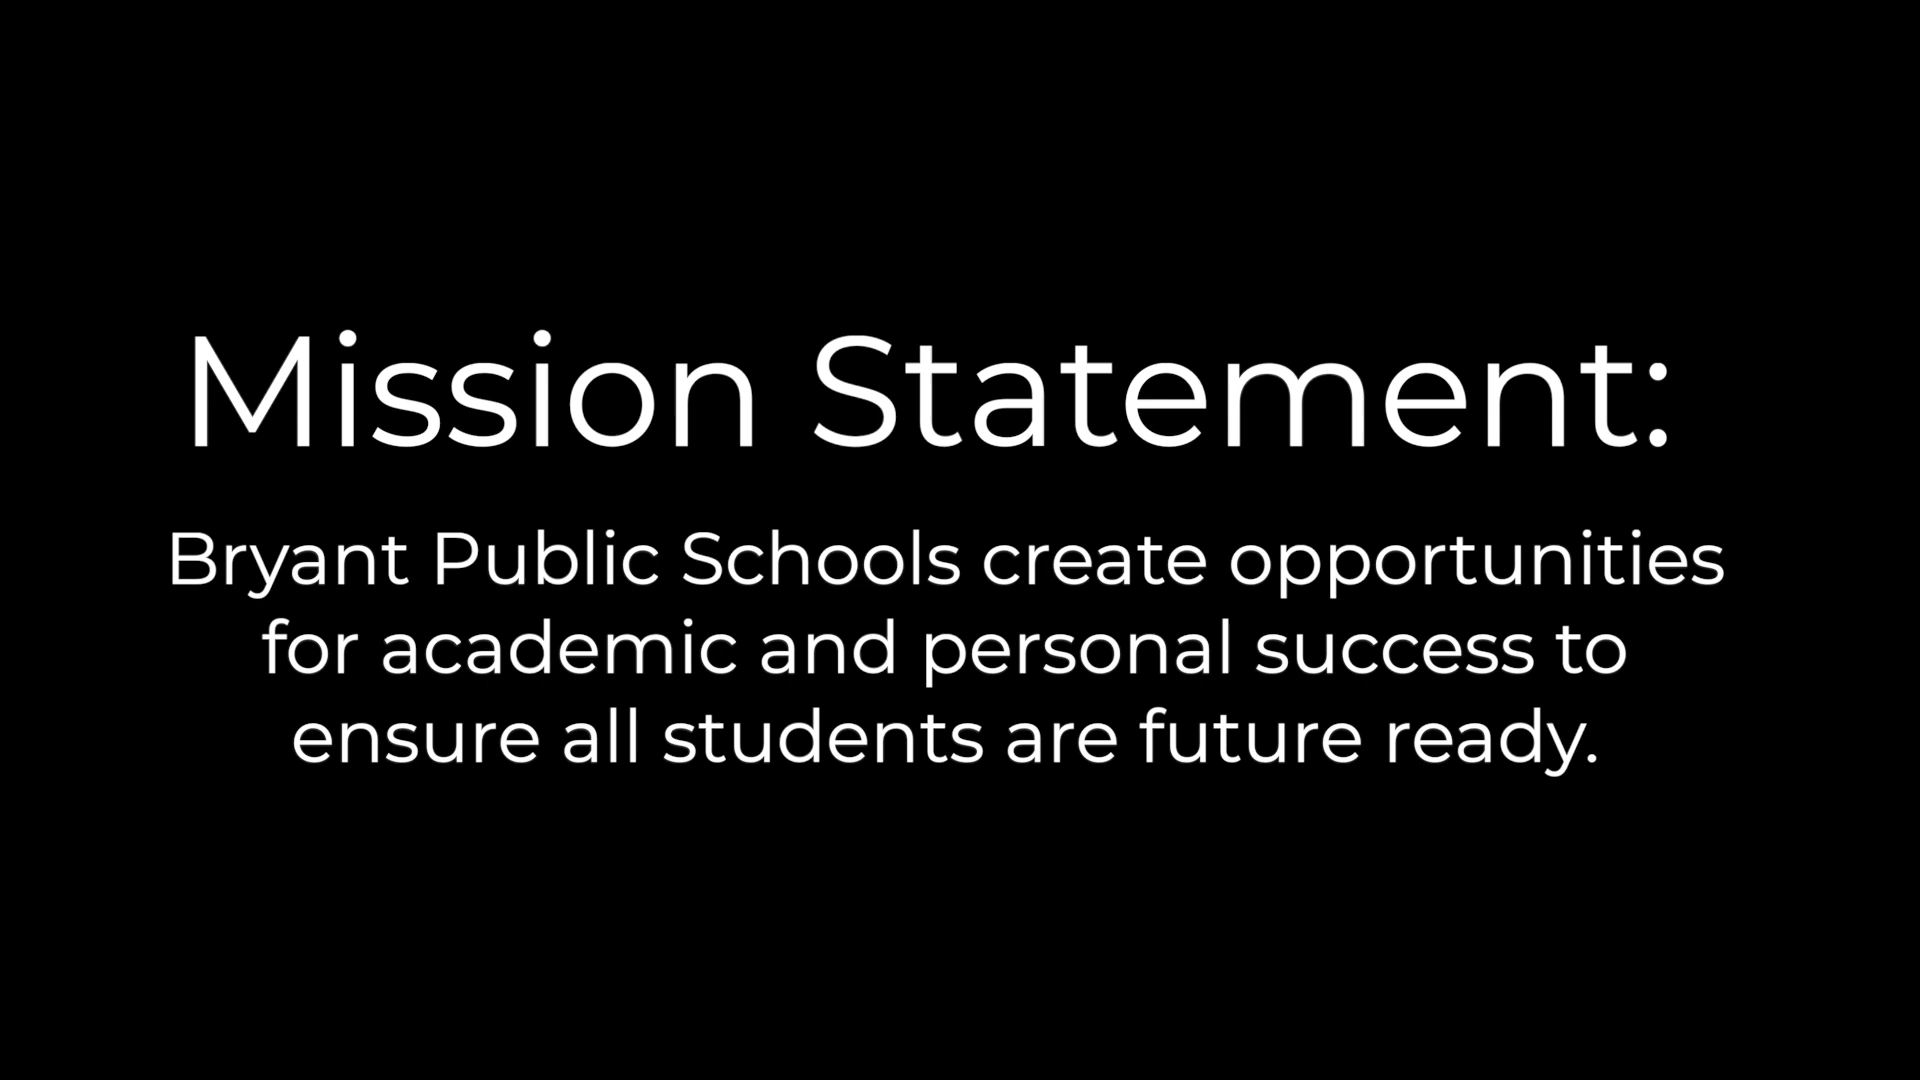 Mission Statement:
Bryant Public Schools create opportunities
for academic and personal success to
ensure all students are future ready.